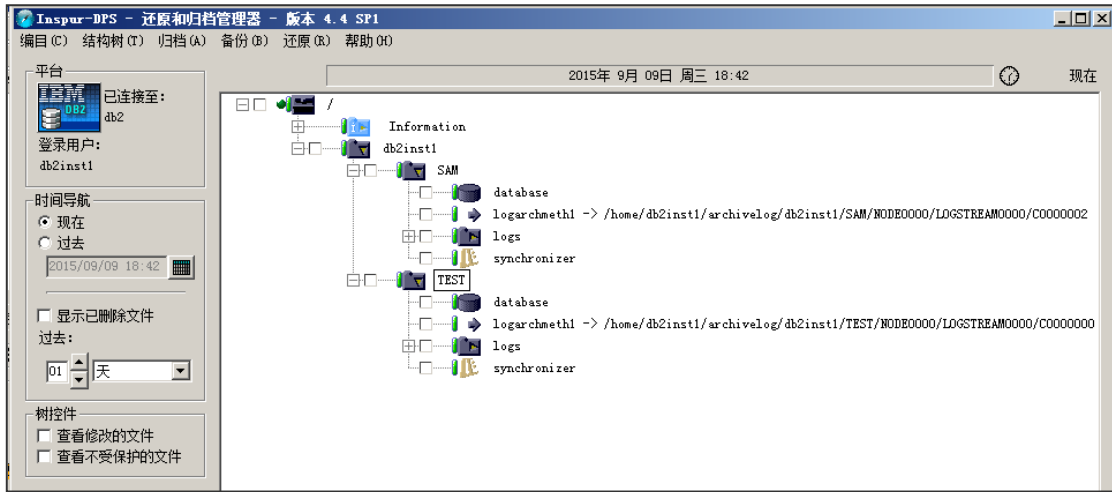 Inspur-DPS - 还原和归档管理器 - 版本 4.4 SP1
编目(C) 结构树(T) 归档(A) 备份(B) 还原(R) 帮助(H)
平台
IBM
DB2
已连接至:
db2
登录用户:
db2inst1
时间导航
现在
过去
2015/09/09 18:42
显示已删除文件
过去:
01 天
树控件
查看修改的文件
查看不受保护的文件
2015年 9月 09日 周三 18:42 现在
/
Information
db2inst1
SAM
database
logarchmeth1 -> /home/db2inst1/archivelog/db2inst1/SAM/NODE0000/LOGSTREAM0000/C0000002
logs
synchronizer
TEST
database
logarchmeth1 -> /home/db2inst1/archivelog/db2inst1/TEST/NODE0000/LOGSTREAM0000/C0000000
logs
synchronizer